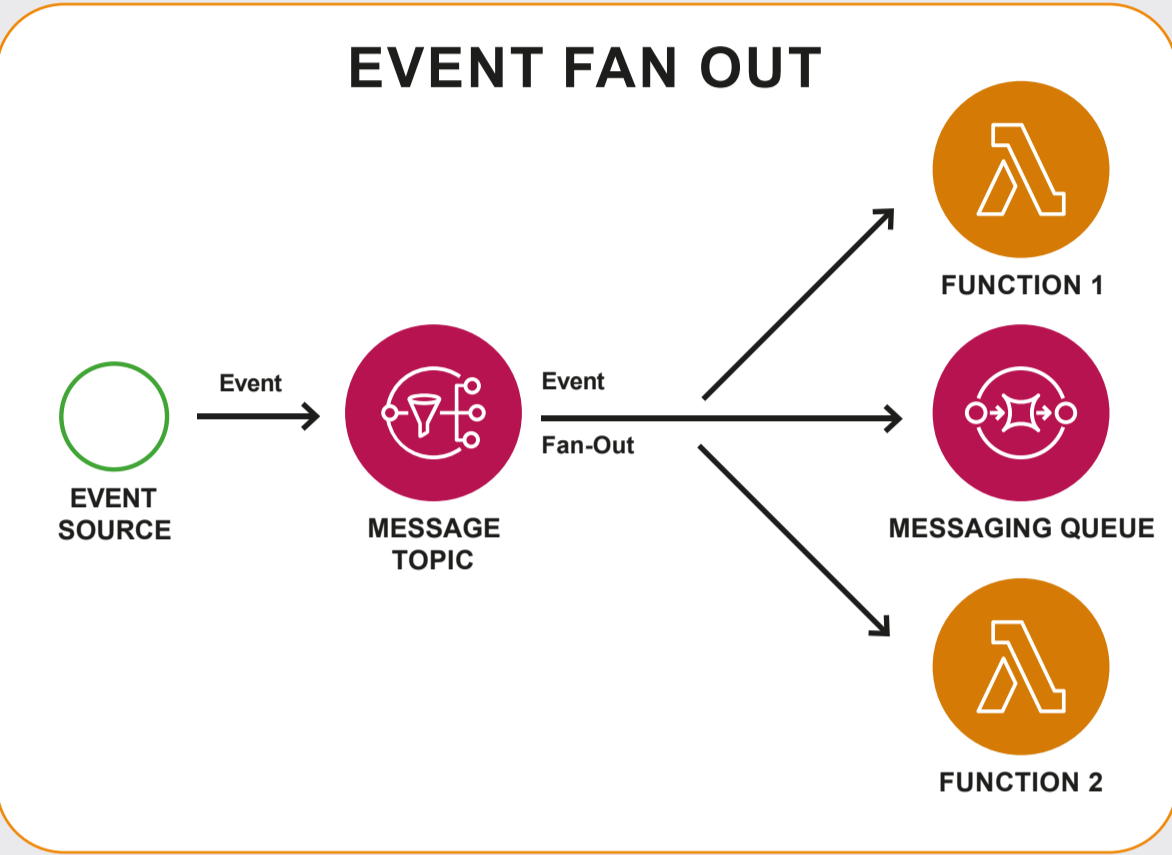 EVENT FAN OUT
FUNCTION 1
Event
Event
Fan-Out
EVENT
SOURCE
MESSAGE
TOPIC
MESSAGING QUEUE
FUNCTION 2